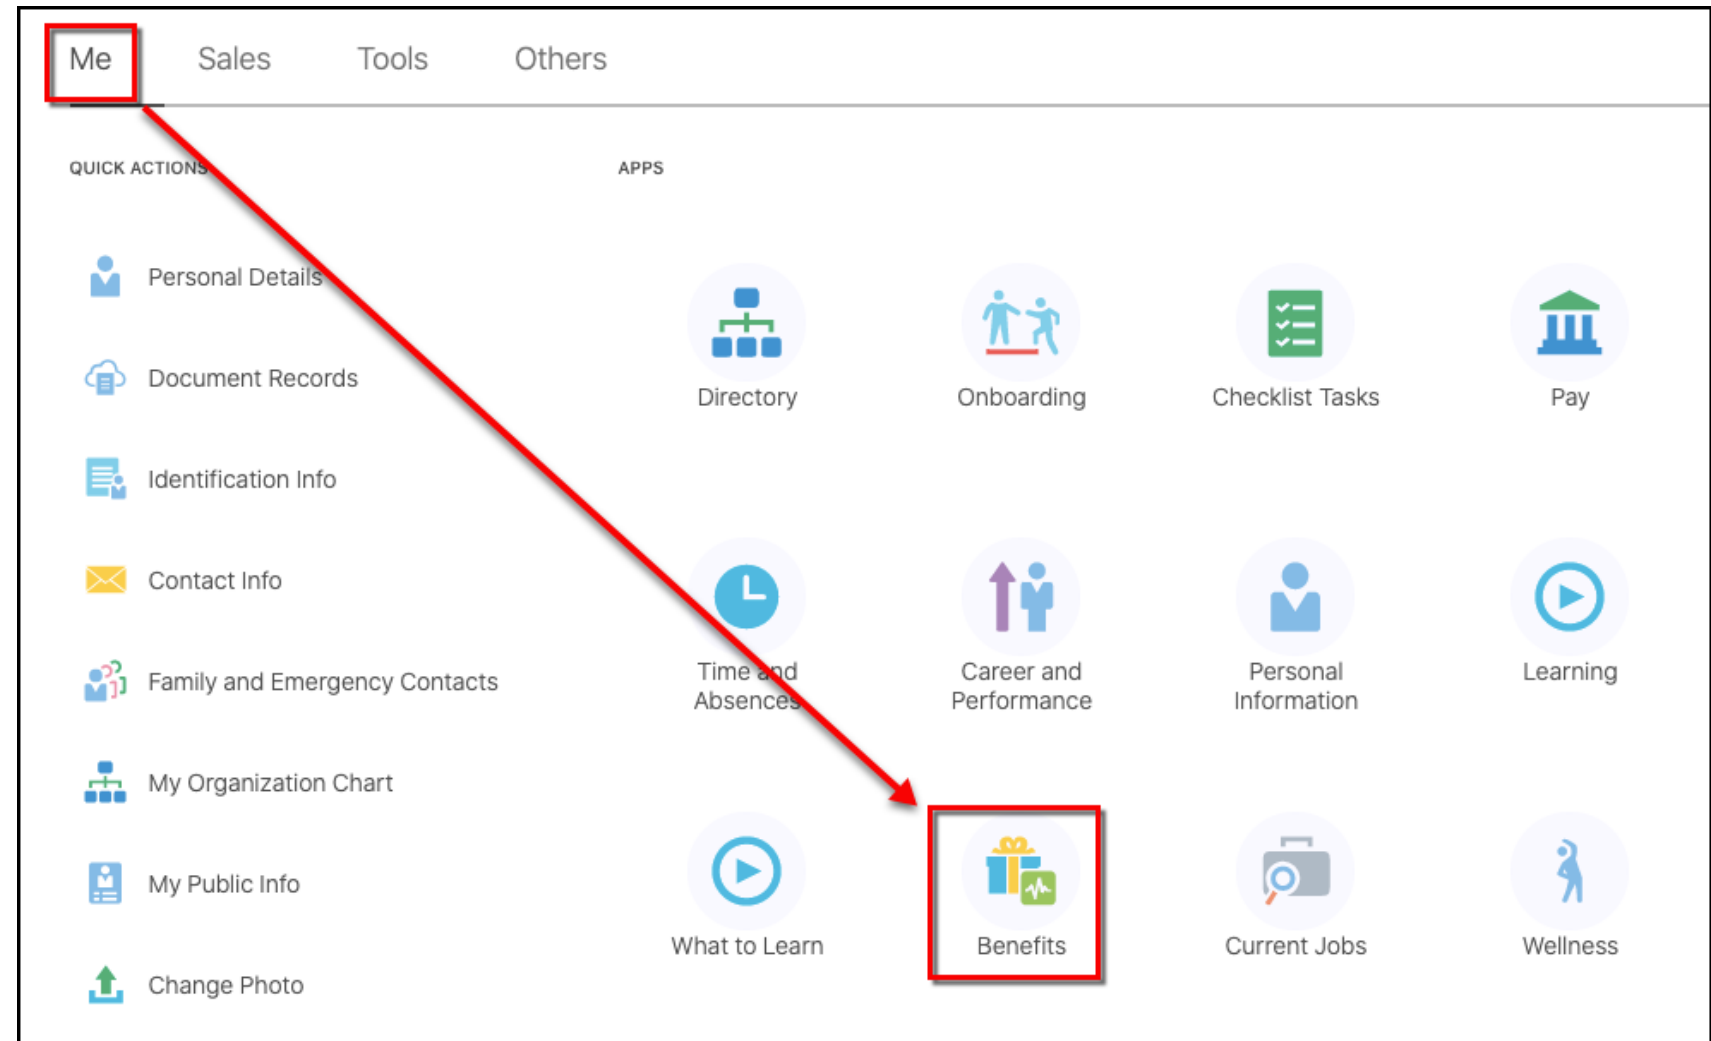 Me Sales Tools Others
QUICK ACTIONS
APPS
Personal Details
Document Records
Identification Info
Contact Info
Family and Emergency Contacts
My Organization Chart
My Public Info
Change Photo
Directory
Onboarding
Checklist Tasks
Pay
Time and
Absences
Career and
Performance
Personal
Information
Learning
What to Learn
Benefits
Current Jobs
Wellness